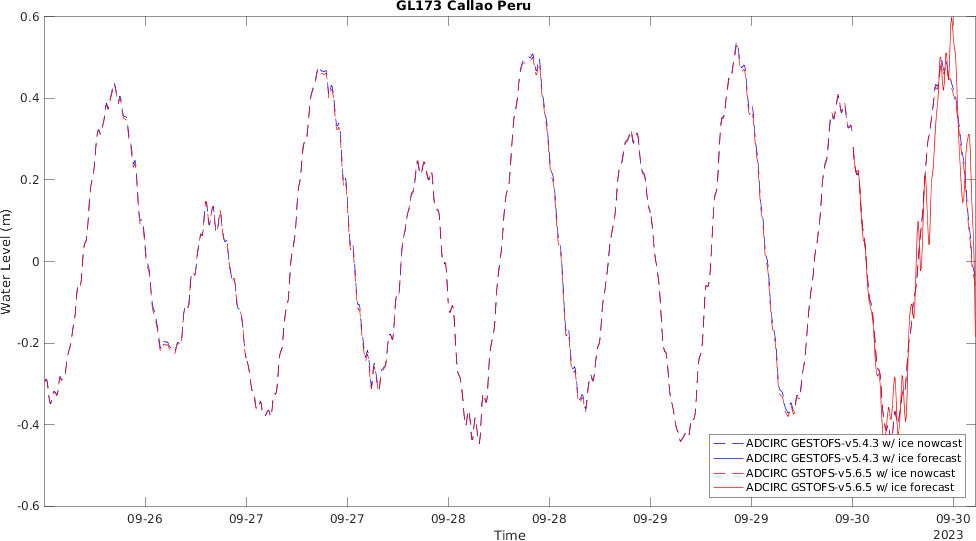 GL173 Callao Peru
0.6
0.4
0.2
0
-0.2
-0.4
-0.6
Water Level (m)
ADCIRC GESTOFS-v5.4.3 w/ ice nowcast
ADCIRC GESTOFS-v5.4.3 w/ ice forecast
ADCIRC GSTOFS-v5.6.5 w/ ice nowcast
ADCIRC GSTOFS-v5.6.5 w/ ice forecast
09-26 09-27 09-27 09-28 09-28 09-29 09-29 09-30 09-30
2023
Time